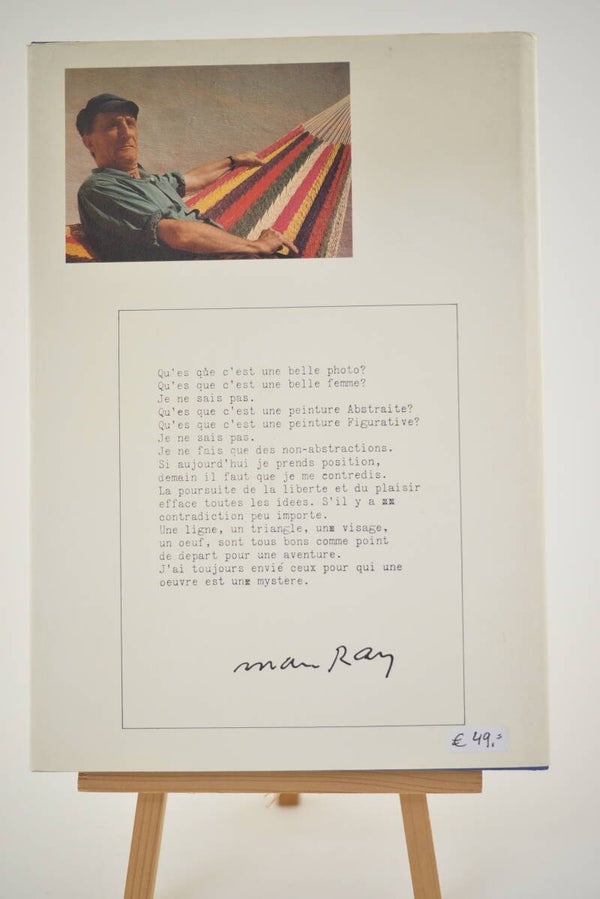 Qu'es que c'est une belle photo?
Qu'es que c'est une belle femme?
Je ne sais pas.
Qu'es que c'est une peinture Abstraite?
Qu'es que c'est une peinture Figurative?
Je ne sais pas.
Je ne fais que des non-abstractions.
Si aujourd'hui je prends position,
demain il faut que je me contredis.
La poursuite de la liberte et du plaisir
efface toutes les idees. S'il y a xx
contradiction peu importe.
Une ligne, un triangle, unx visage,
un oeuf, sont tous bons comme point
de depart pour une aventure.
J'ai toujours envié ceux pour qui une
oeuvre est unx mystere.
man Ray
€ 49.-